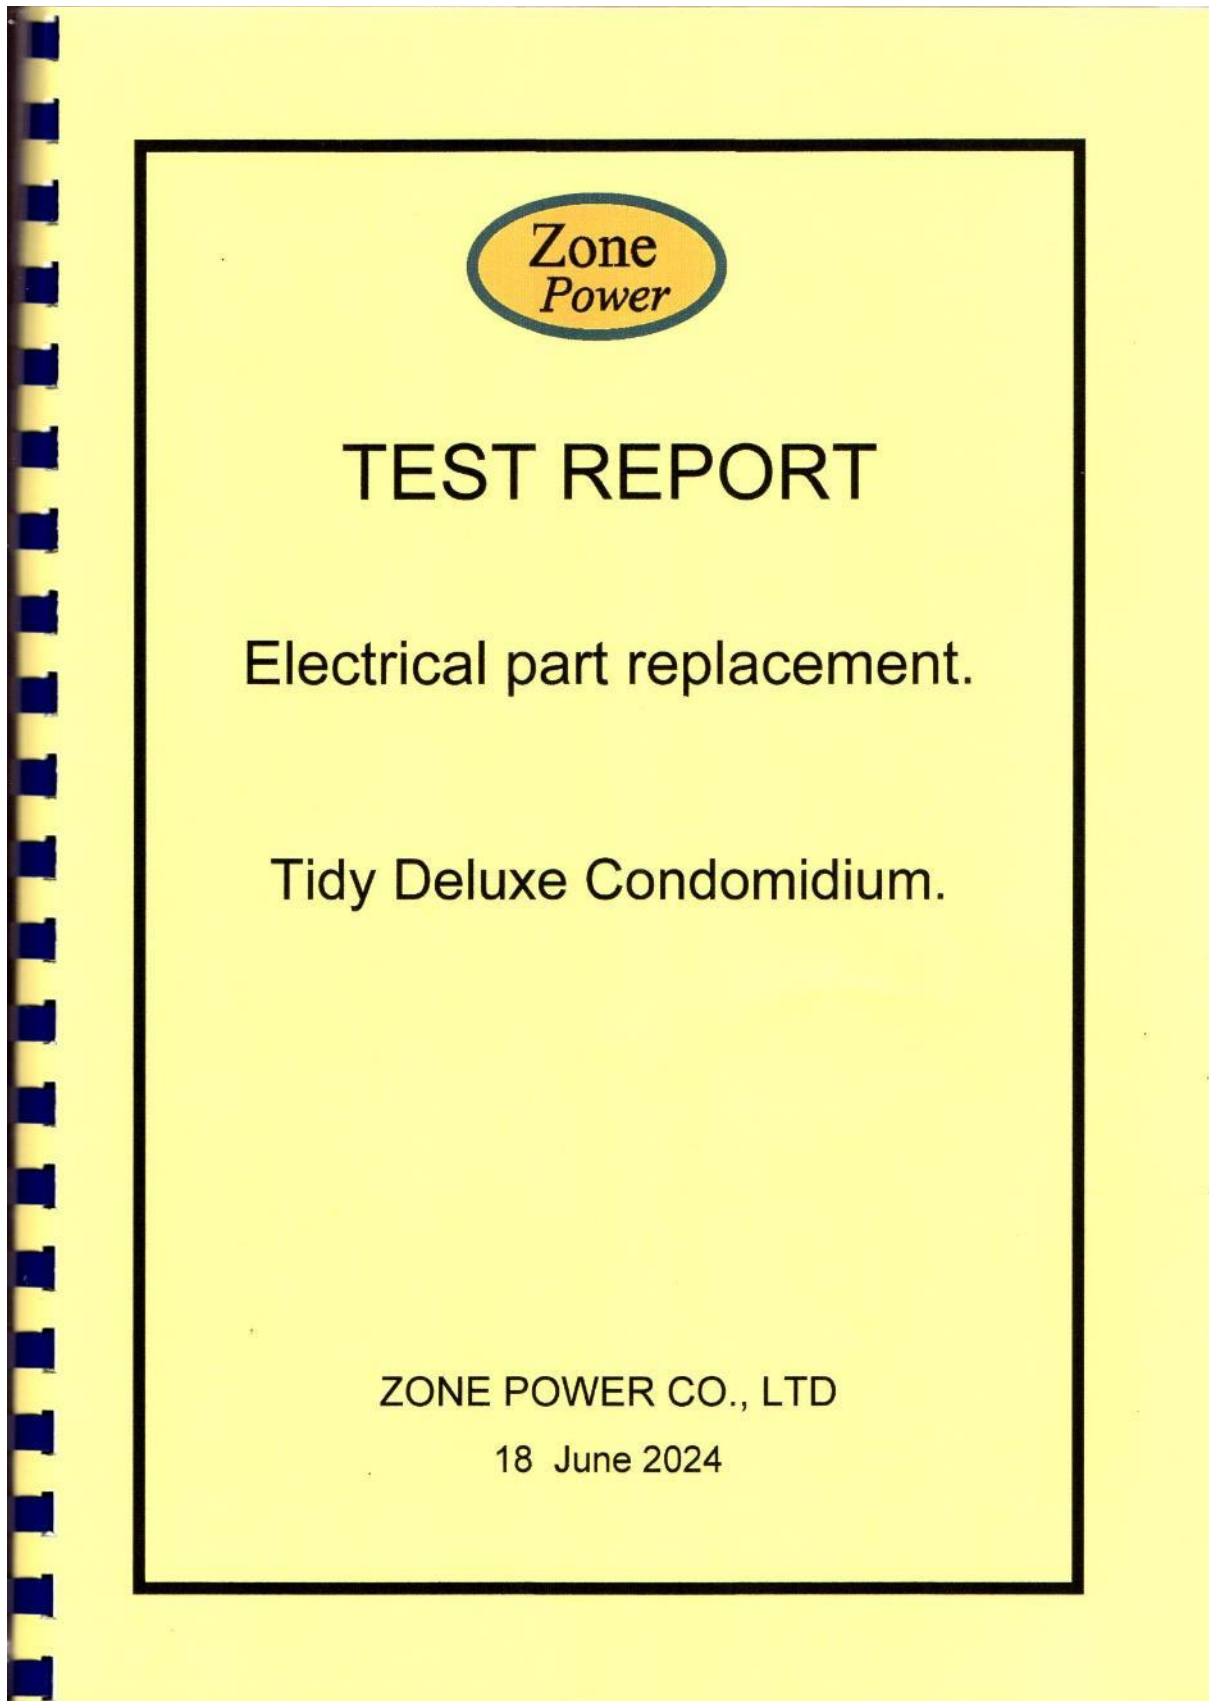 Zone
Power
TEST REPORT
Electrical part replacement.
Tidy Deluxe Condomidium.
ZONE POWER CO., LTD
18 June 2024